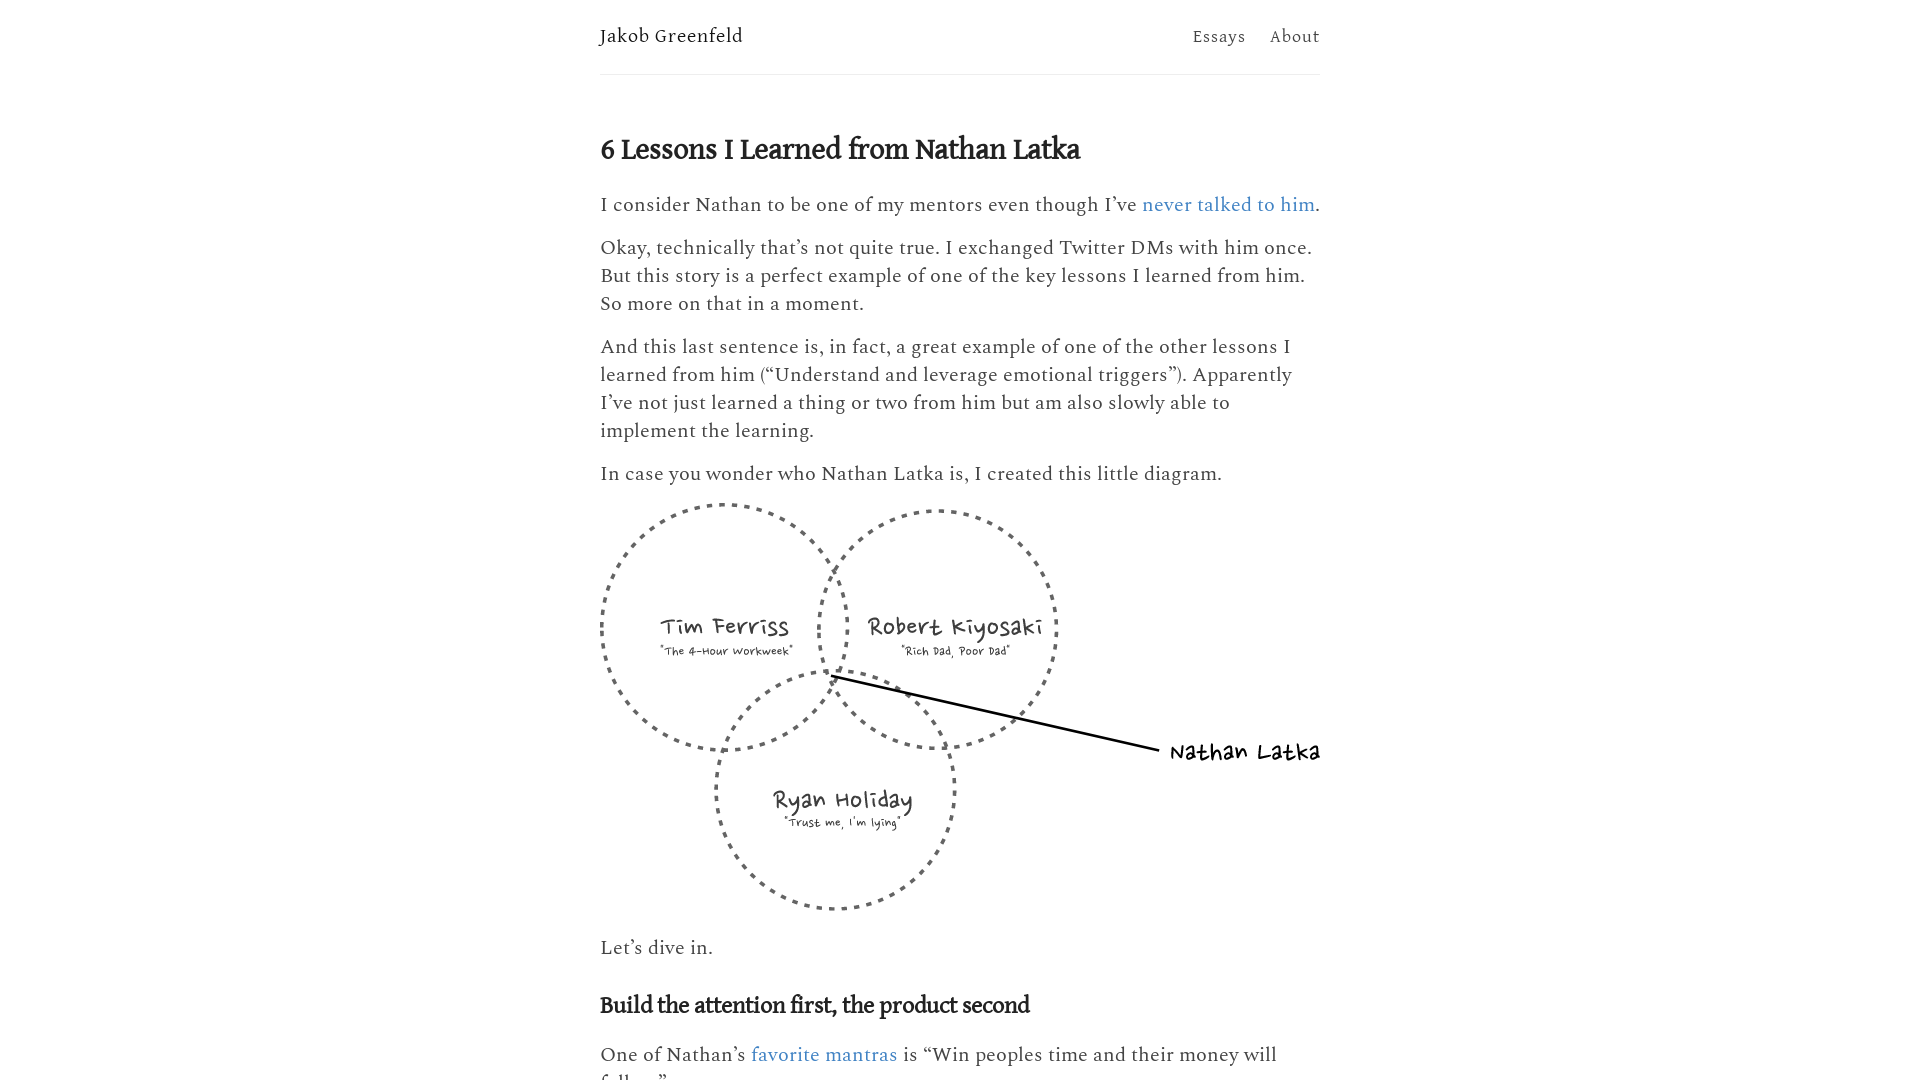 Jakob Greenfeld
Essays About
6 Lessons I Learned from Nathan Latka
I consider Nathan to be one of my mentors even though I’ve never talked to him.
Okay, technically that’s not quite true. I exchanged Twitter DMs with him once.
But this story is a perfect example of one of the key lessons I learned from him.
So more on that in a moment.
And this last sentence is, in fact, a great example of one of the other lessons I
learned from him (“Understand and leverage emotional triggers”). Apparently
I’ve not just learned a thing or two from him but am also slowly able to
implement the learning.
In case you wonder who Nathan Latka is, I created this little diagram.
Tim Ferriss
"The 4-Hour Workweek"
Robert Kiyosaki
"Rich Dad, Poor Dad"
Nathan Latka
Ryan Holiday
"Trust me, I'm lying"
Let’s dive in.
Build the attention first, the product second
One of Nathan’s favorite mantras is “Win peoples time and their money will